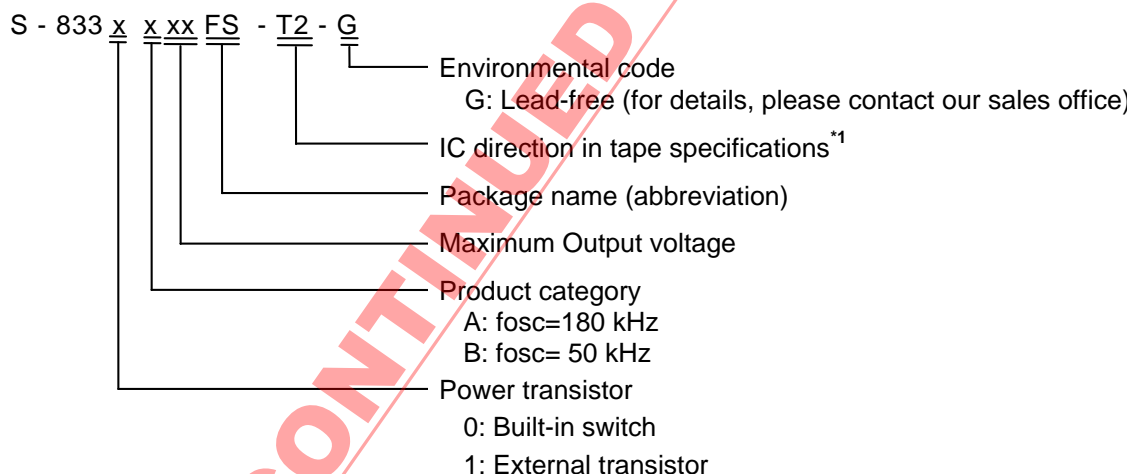 S - 833 x x xx FS - T2 - G
Environmental code
G: Lead-free (for details, please contact our sales office)
IC direction in tape specifications*1
Package name (abbreviation)
Maximum Output voltage
Product category
A: fosc=180 kHz
B: fosc= 50 kHz
Power transistor
0: Built-in switch
1: External transistor
CONTINUED